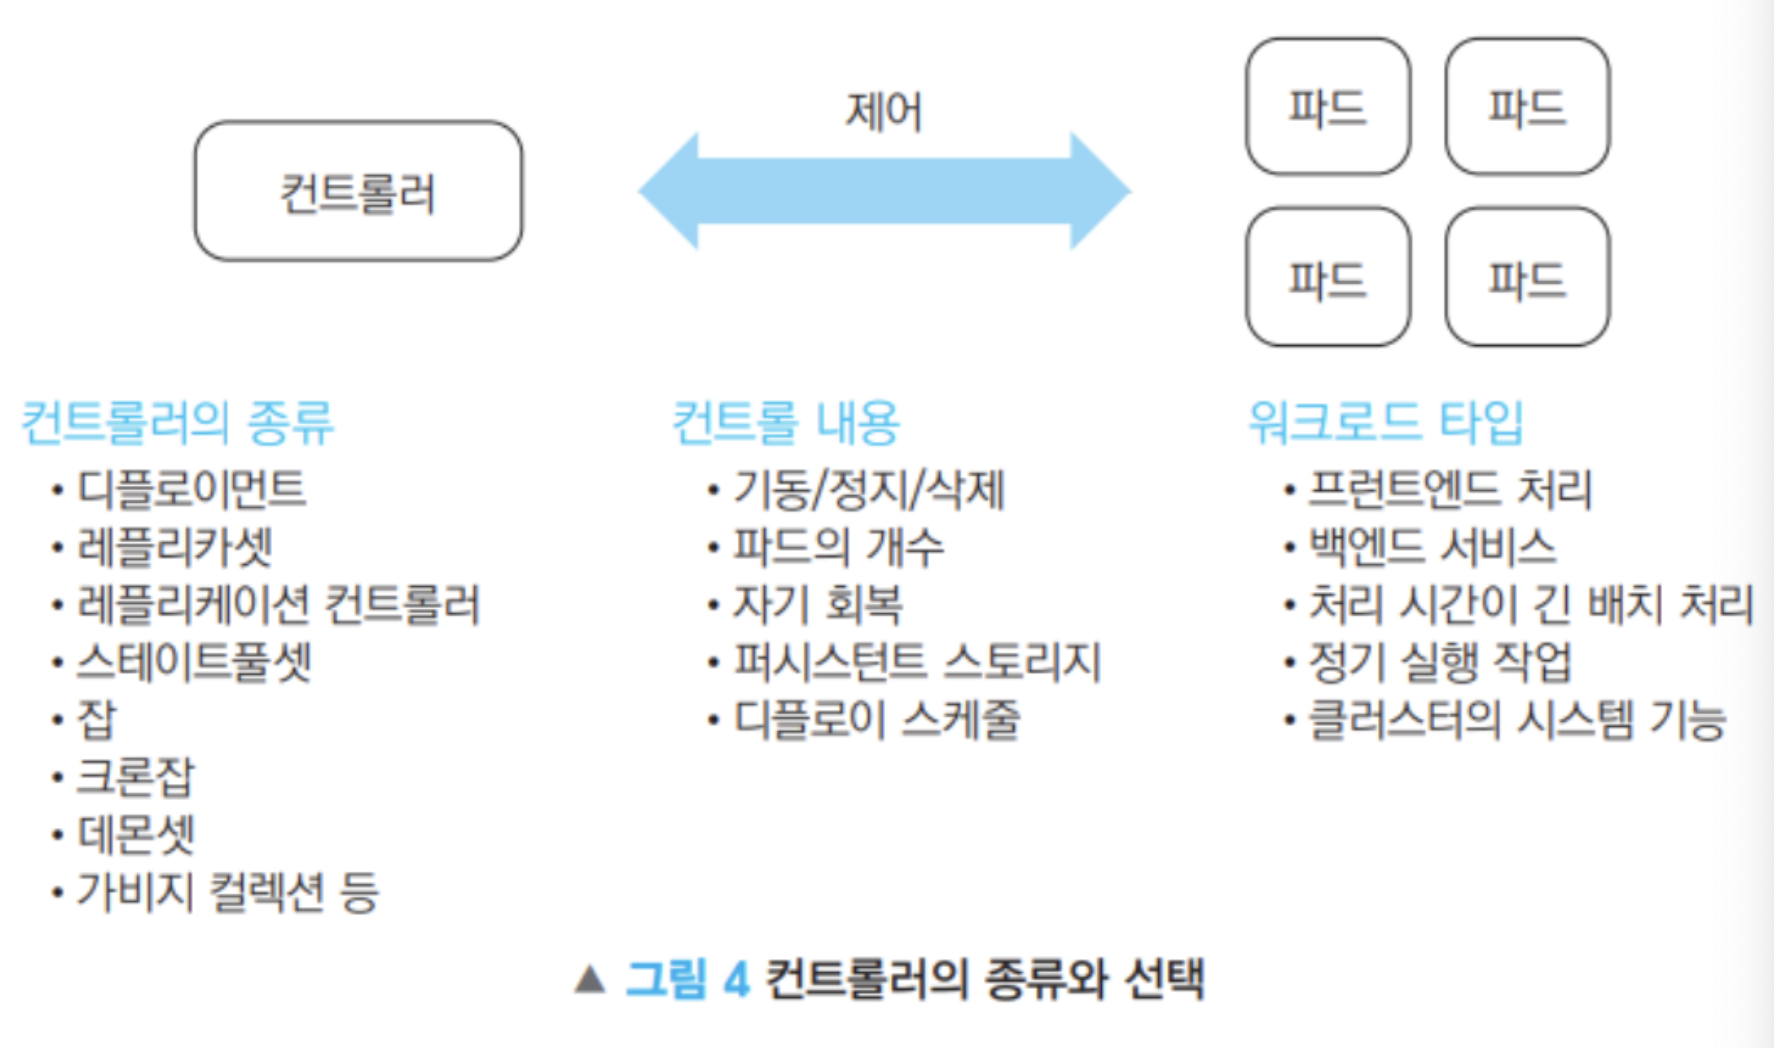 제어
컨트롤러
파드
파드
파드
파드
컨트롤러의 종류
• 디플로이먼트
• 레플리카셋
• 레플리케이션 컨트롤러
• 스테이트풀셋
• 잡
• 크론잡
• 데몬셋
• 가비지 컬렉션 등
컨트롤 내용
• 기동/정지/삭제
• 파드의 개수
• 자기 회복
• 퍼시스턴트 스토리지
• 디플로이 스케줄
워크로드 타입
• 프런트엔드 처리
• 백엔드 서비스
• 처리 시간이 긴 배치 처리
• 정기 실행 작업
• 클러스터의 시스템 기능
▲ 그림 4 컨트롤러의 종류와 선택